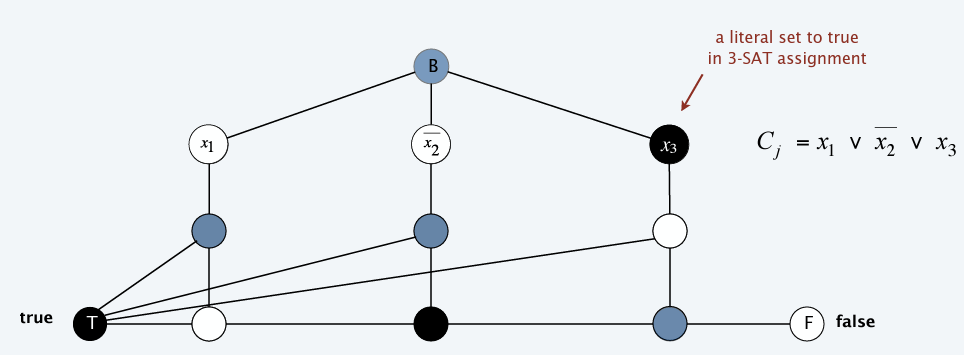 a literal set to true
in 3-SAT assignment
B
x₁
x̅₂
x₃
Cⱼ = x₁ ∨ x̅₂ ∨ x₃
true
T
F
false